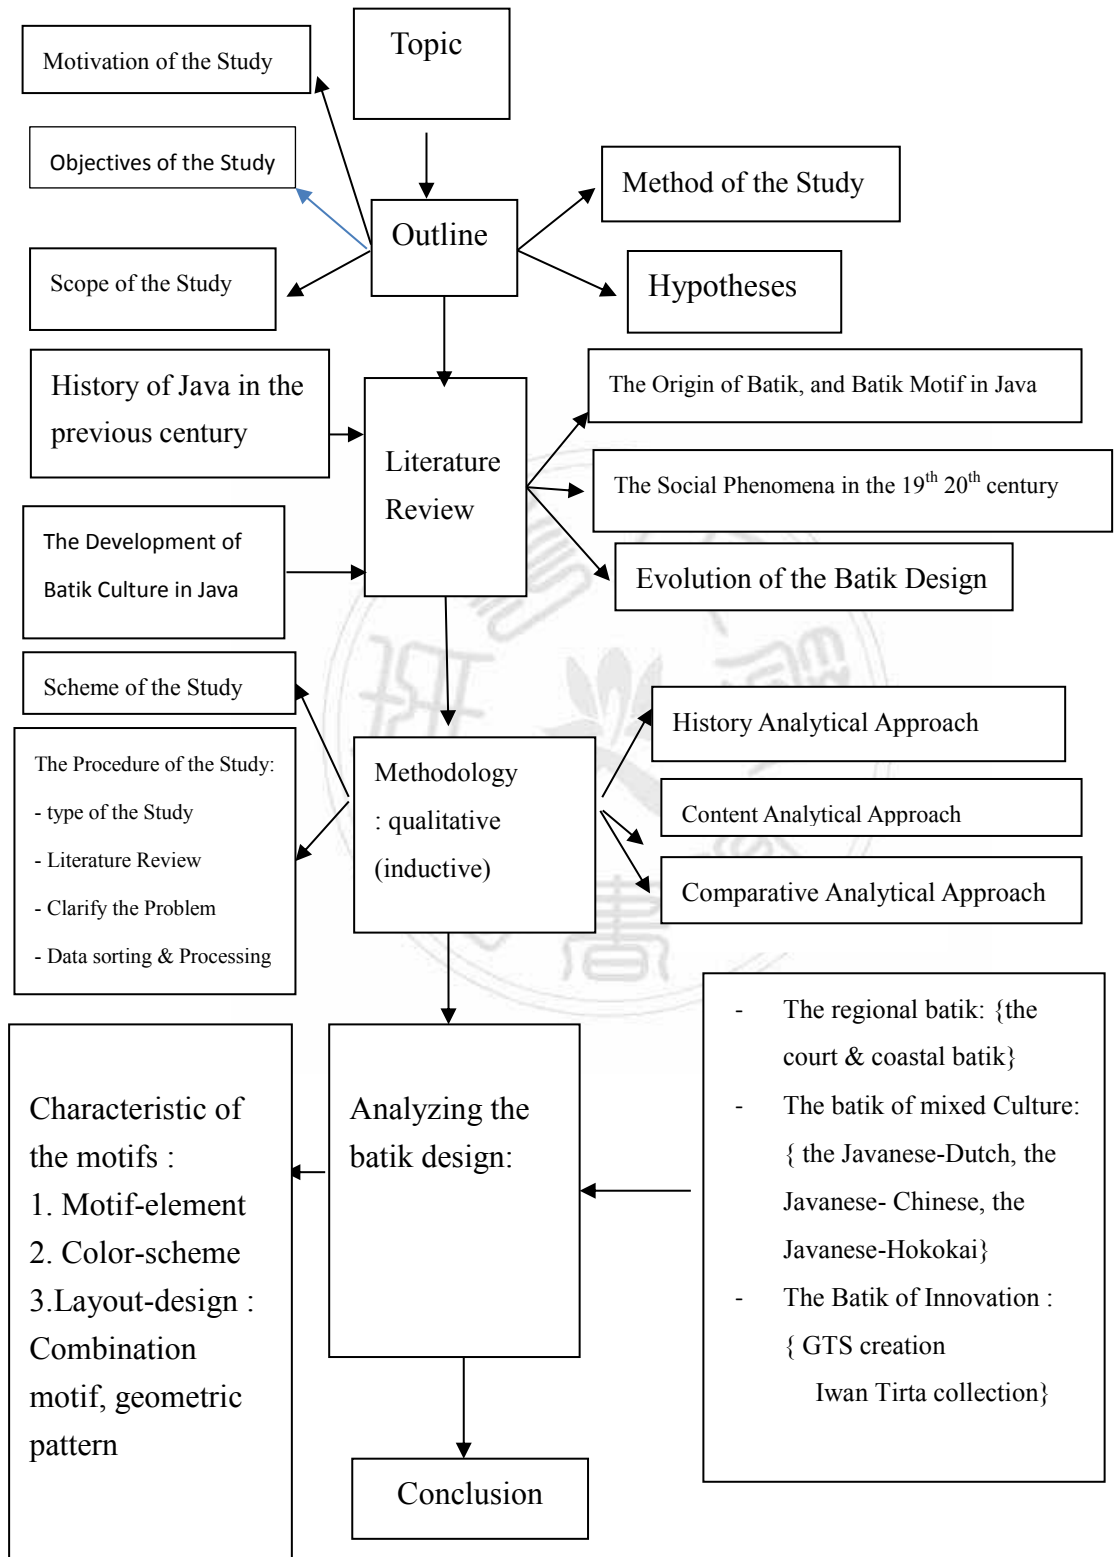 Topic
Motivation of the Study
Objectives of the Study
Scope of the Study
Outline
Method of the Study
Hypotheses
History of Java in the
previous century
The Development of
Batik Culture in Java
Literature
Review
The Origin of Batik, and Batik Motif in Java
The Social Phenomena in the 19th 20th century
Evolution of the Batik Design
Scheme of the Study
The Procedure of the Study:
- type of the Study
- Literature Review
- Clarify the Problem
- Data sorting & Processing
Methodology
: qualitative
(inductive)
History Analytical Approach
Content Analytical Approach
Comparative Analytical Approach
Characteristic of
the motifs :
1. Motif-element
2. Color-scheme
3.Layout-design :
Combination
motif, geometric
pattern
Analyzing the
batik design:
- The regional batik: {the
court & coastal batik}
- The batik of mixed Culture:
{ the Javanese-Dutch, the
Javanese- Chinese, the
Javanese-Hokokai}
- The Batik of Innovation :
{ GTS creation
Iwan Tirta collection}
Conclusion